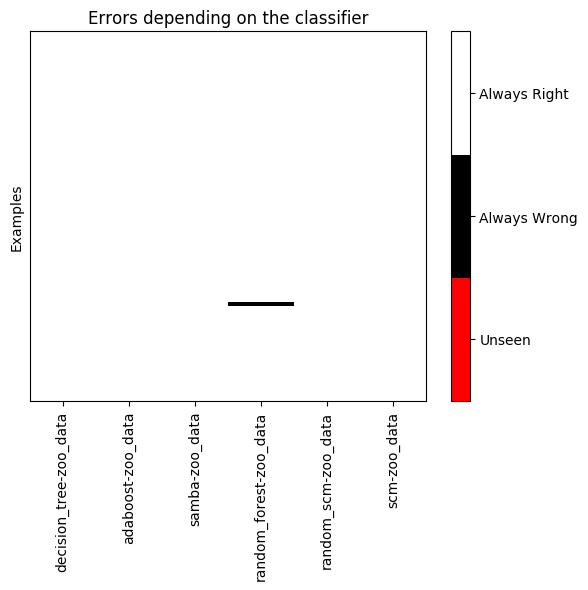 Errors depending on the classifier
Always Right
Always Wrong
Unseen
Examples
decision_tree-zoo_data
adaboost-zoo_data
samba-zoo_data
random_forest-zoo_data
random_scm-zoo_data
scm-zoo_data